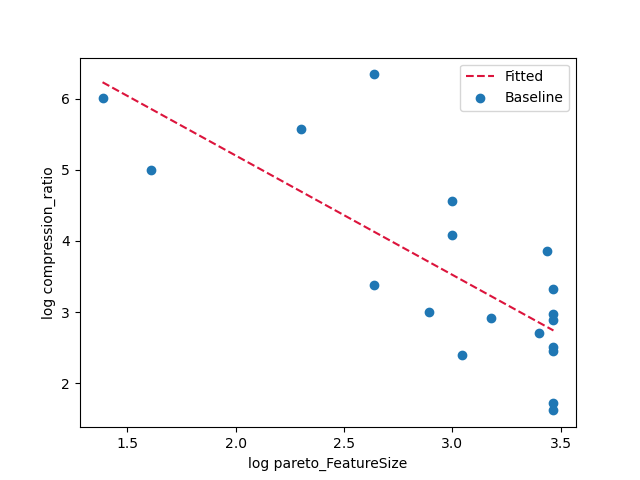 Fitted
Baseline
6
5
4
3
2
log compression_ratio
1.5 2.0 2.5 3.0 3.5
log pareto_FeatureSize